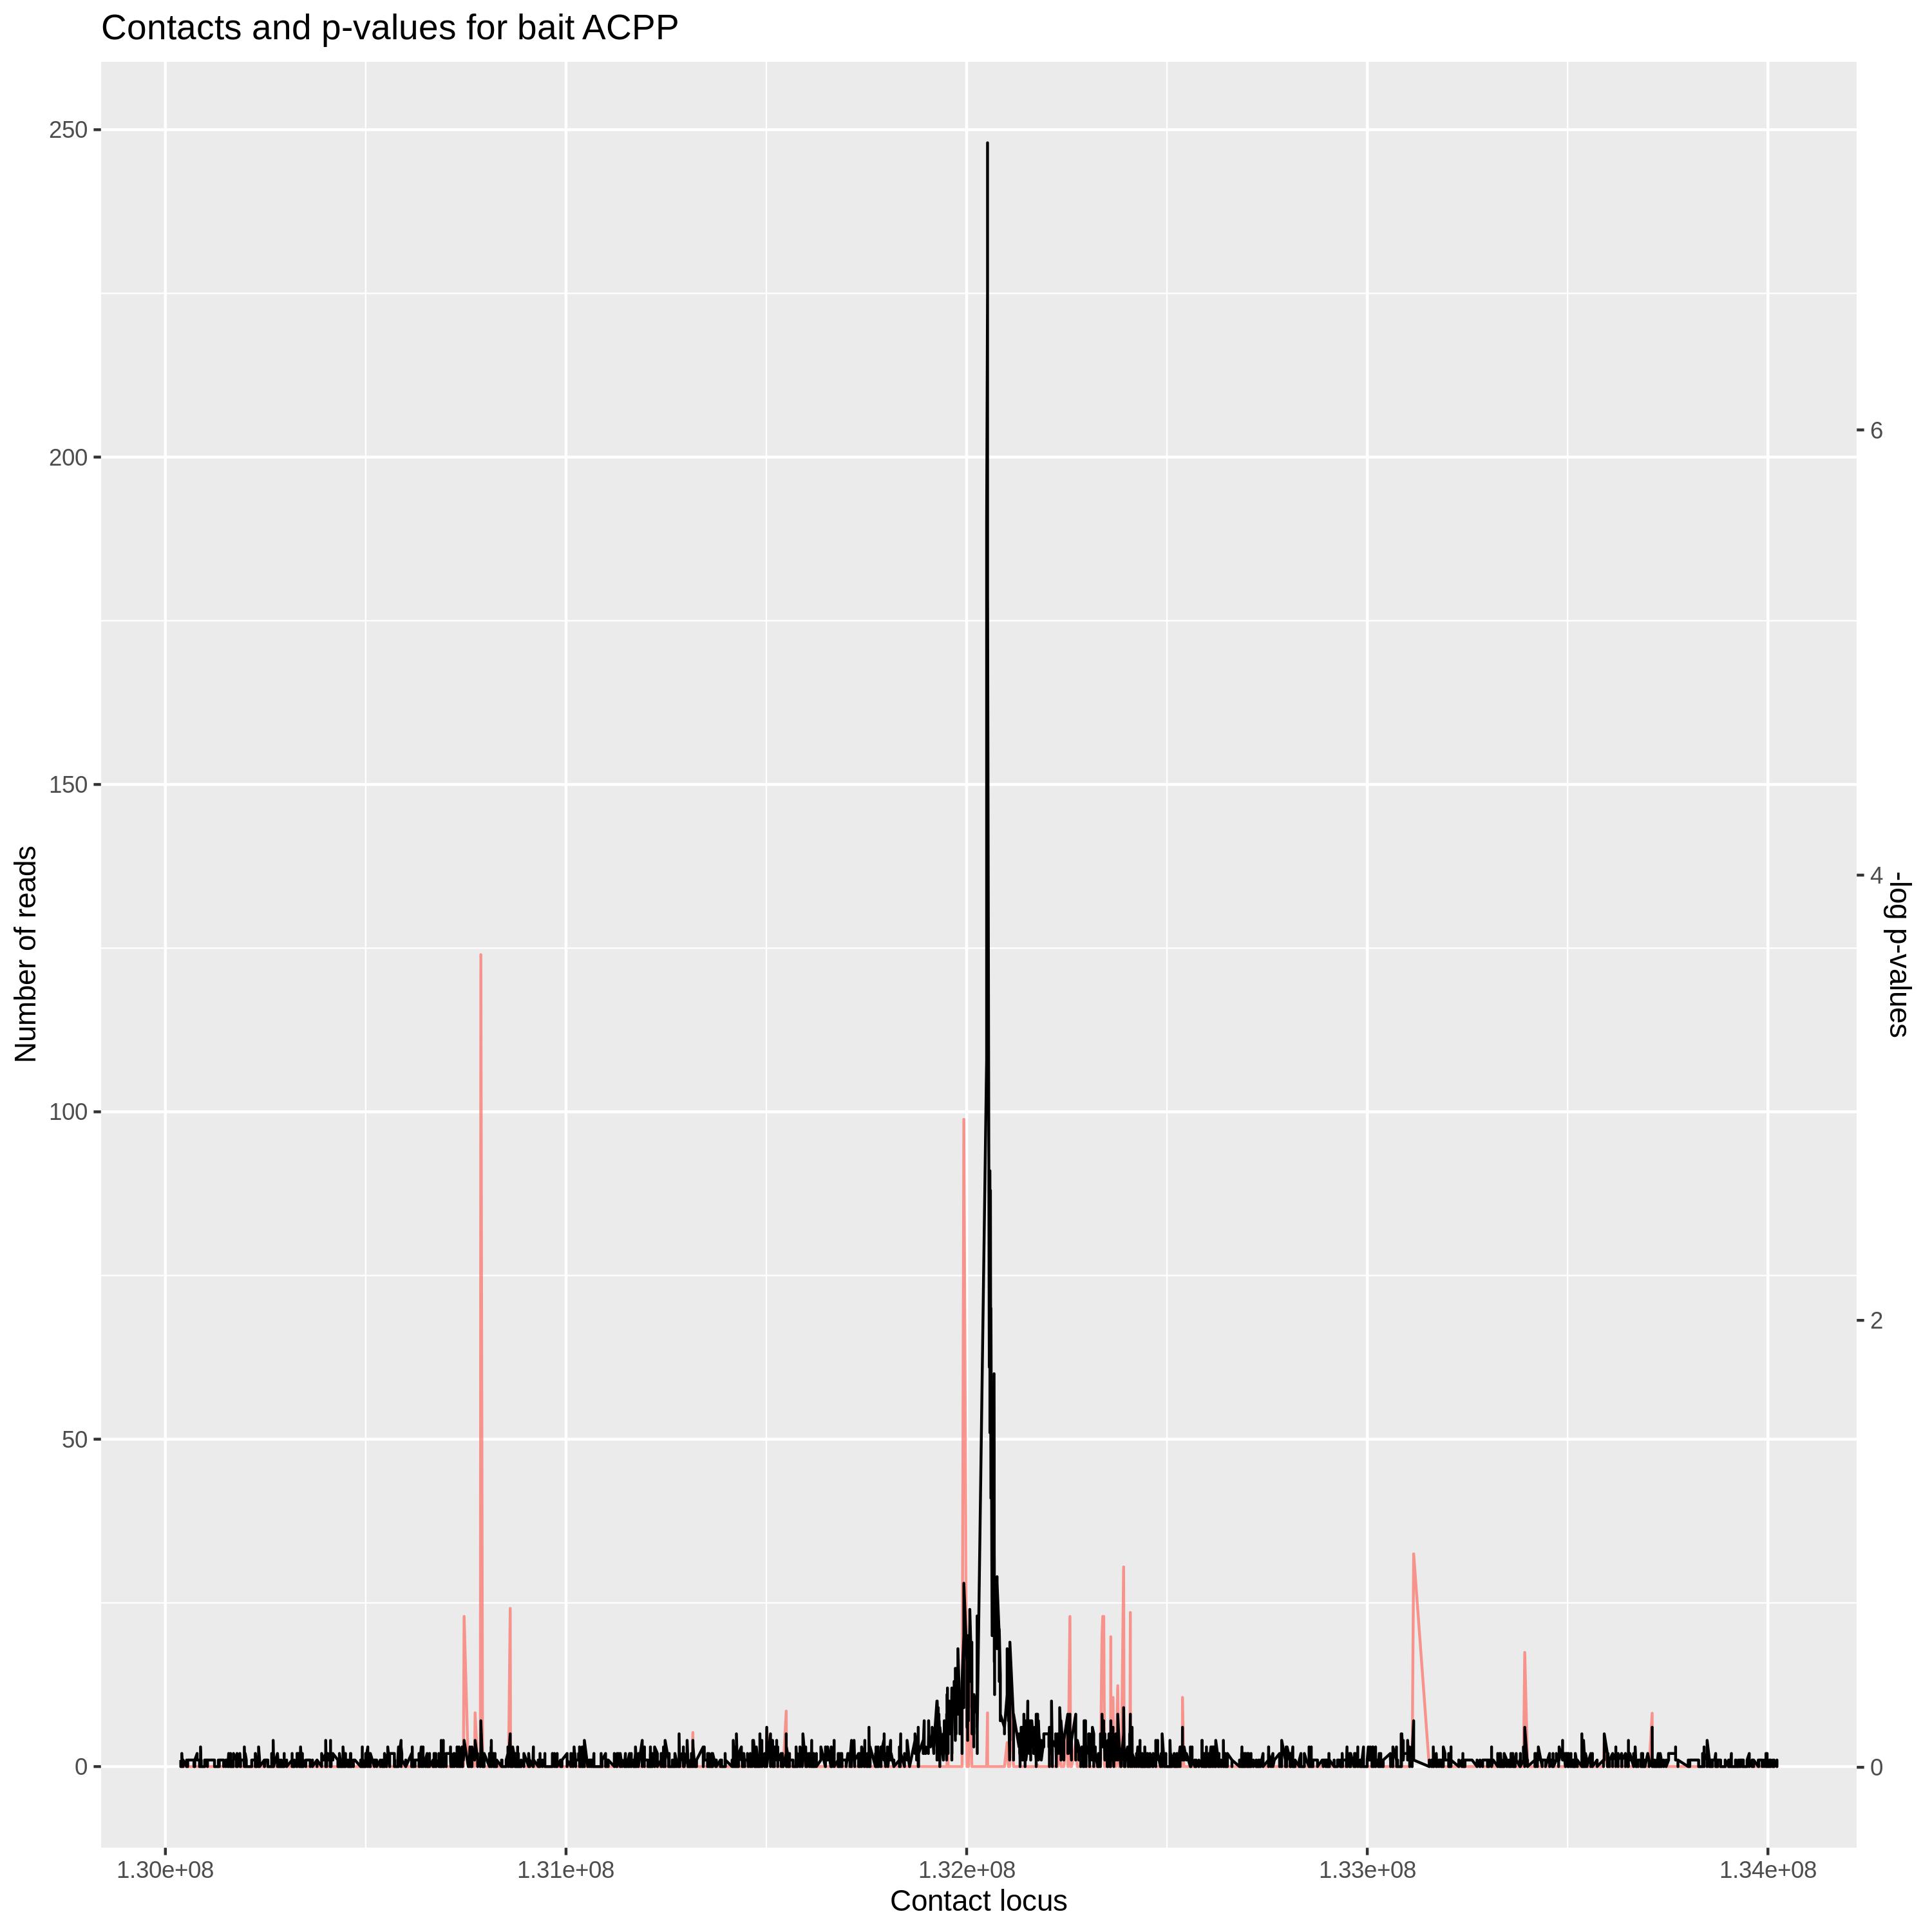 Contacts and p-values for bait ACPP
250
200
150
100
50
0
Number of reads
6
4
2
0
-log p-values
1.30e+08
1.31e+08
1.32e+08
1.33e+08
1.34e+08
Contact locus